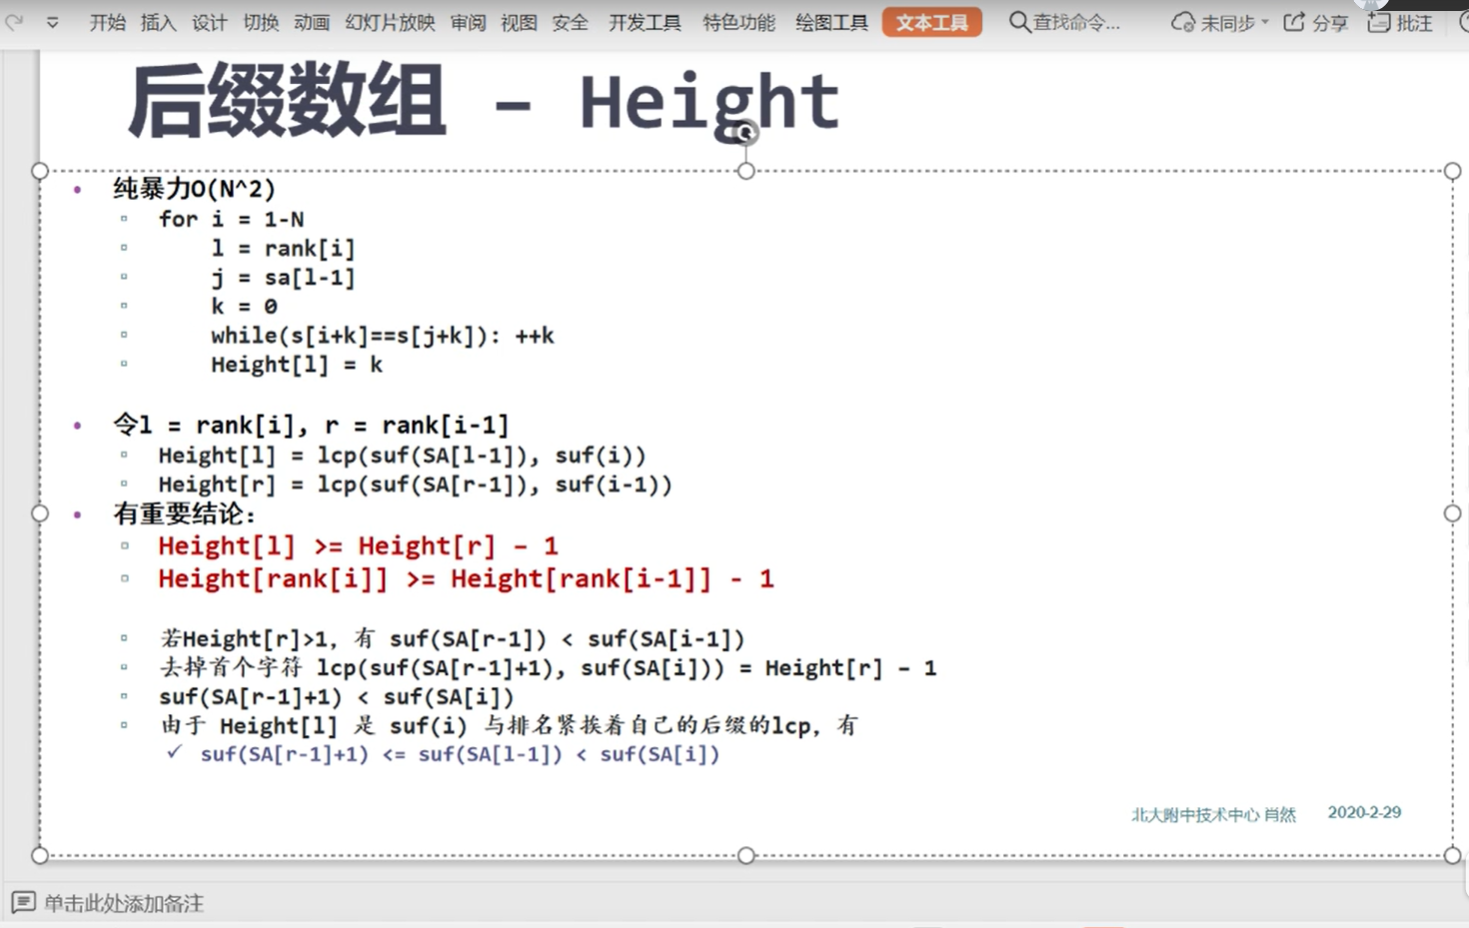 开始 插入 设计 切换 动画 幻灯片放映 审阅 视图 安全 开发工具 特色功能 绘图工具 文本工具 查找命令... 未同步 分享 批注
后缀数组 – Height
纯暴力O(N^2)
for i = 1-N
l = rank[i]
j = sa[l-1]
k = 0
while(s[i+k]==s[j+k]): ++k
Height[l] = k
令l = rank[i], r = rank[i-1]
Height[l] = lcp(suf(SA[l-1]), suf(i))
Height[r] = lcp(suf(SA[r-1]), suf(i-1))
有重要结论：
Height[l] >= Height[r] – 1
Height[rank[i]] >= Height[rank[i-1]] - 1
若Height[r]>1, 有 suf(SA[r-1]) < suf(SA[i-1])
去掉首个字符 lcp(suf(SA[r-1]+1), suf(SA[i])) = Height[r] – 1
suf(SA[r-1]+1) < suf(SA[i])
由于 Height[l] 是 suf(i) 与排名紧挨着自己的后缀的lcp, 有
✓ suf(SA[r-1]+1) <= suf(SA[l-1]) < suf(SA[i])
北大附中技术中心 肖然 2020-2-29
单击此处添加备注